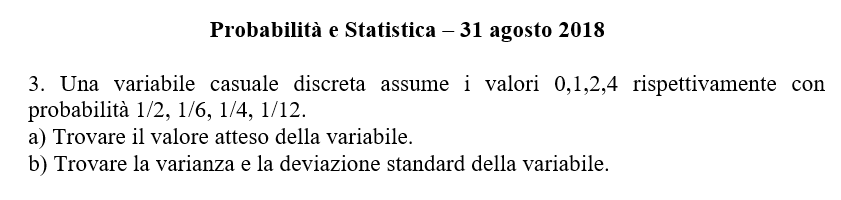 Probabilità e Statistica – 31 agosto 2018
3. Una variabile casuale discreta assume i valori 0,1,2,4 rispettivamente con
probabilità 1/2, 1/6, 1/4, 1/12.
a) Trovare il valore atteso della variabile.
b) Trovare la varianza e la deviazione standard della variabile.